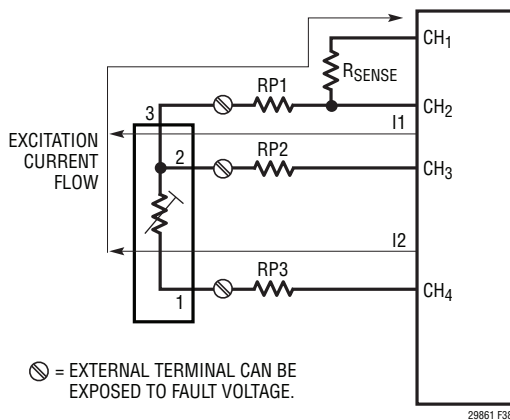 CH1
RSENSE
RP1
3
CH2
I1
EXCITATION
CURRENT
FLOW
2
RP2
CH3
I2
RP3
1
CH4
= EXTERNAL TERMINAL CAN BE
EXPOSED TO FAULT VOLTAGE.
29861 F38